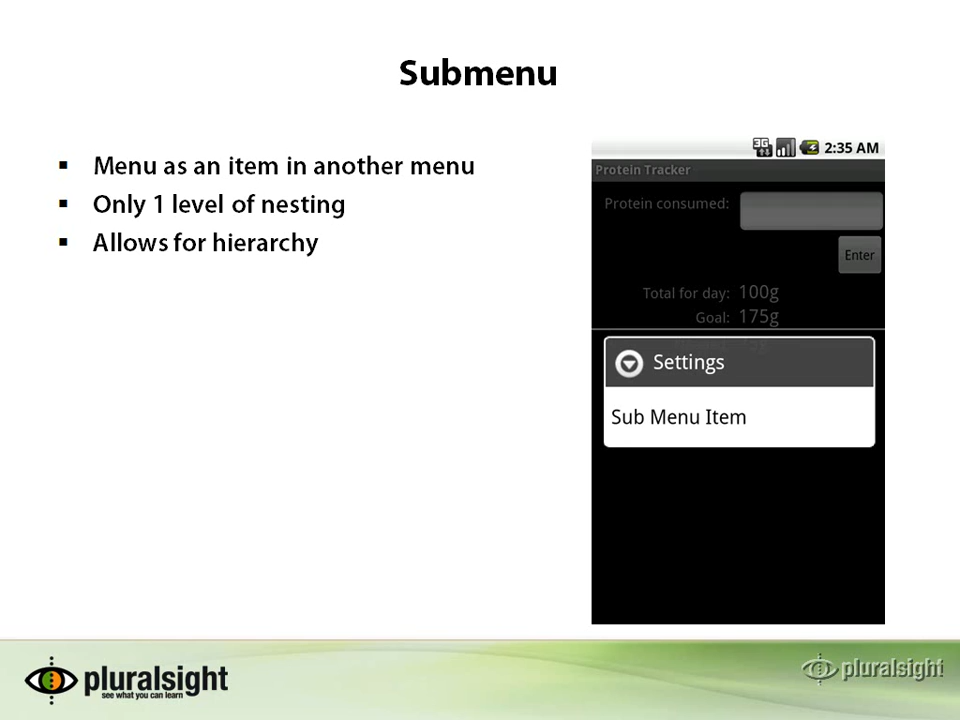 Submenu
Menu as an item in another menu
Only 1 level of nesting
Allows for hierarchy
3G 2:35 AM
Protein Tracker
Protein consumed:
Enter
Total for day: 100g
Goal: 175g
Settings
Sub Menu Item
pluralsight
see what you can learn
pluralsight